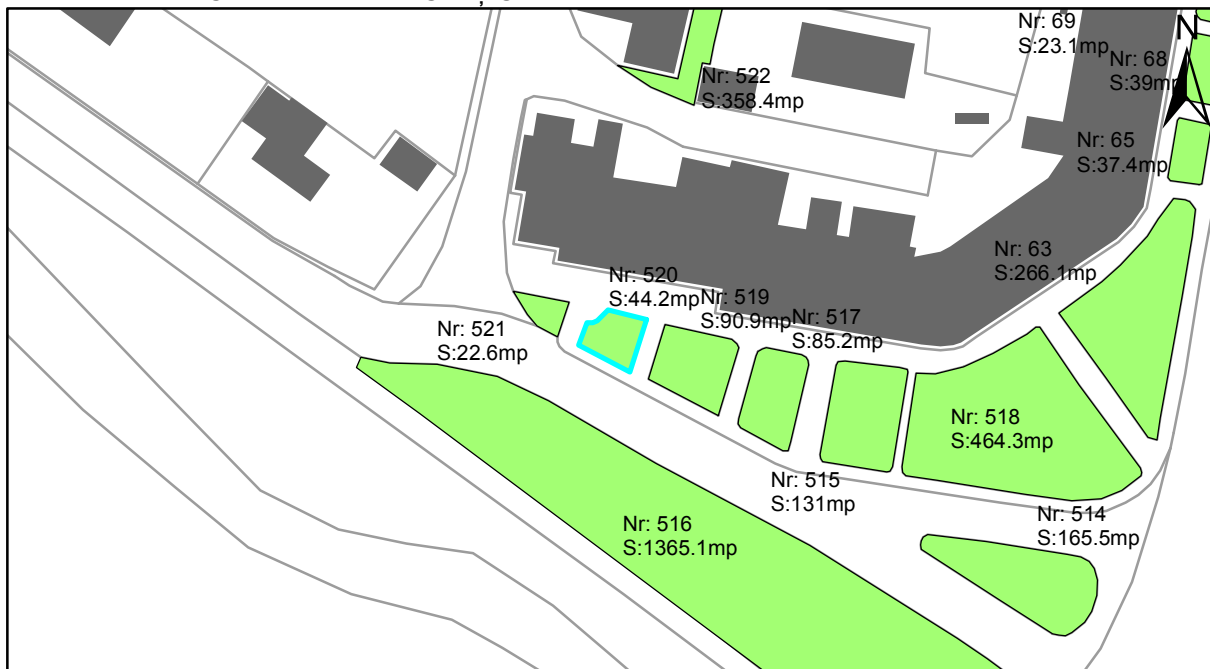 Nr: 69
S:23.1mp
N
Nr: 68
S:39mp
Nr: 522
S:358.4mp
Nr: 65
S:37.4mp
Nr: 63
S:266.1mp
Nr: 520
S:44.2mp
Nr: 519
S:90.9mp
Nr: 517
S:85.2mp
Nr: 521
S:22.6mp
Nr: 518
S:464.3mp
Nr: 515
S:131mp
Nr: 516
S:1365.1mp
Nr: 514
S:165.5mp